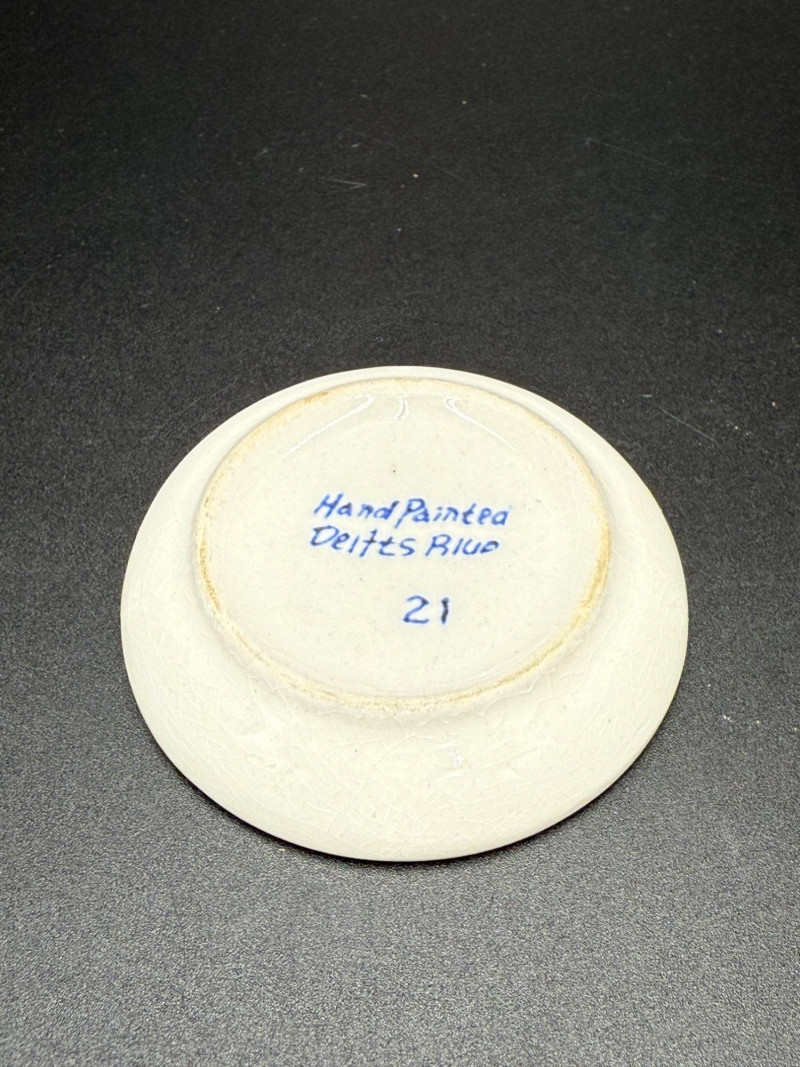 Hand Painted
Delfts Blue
21